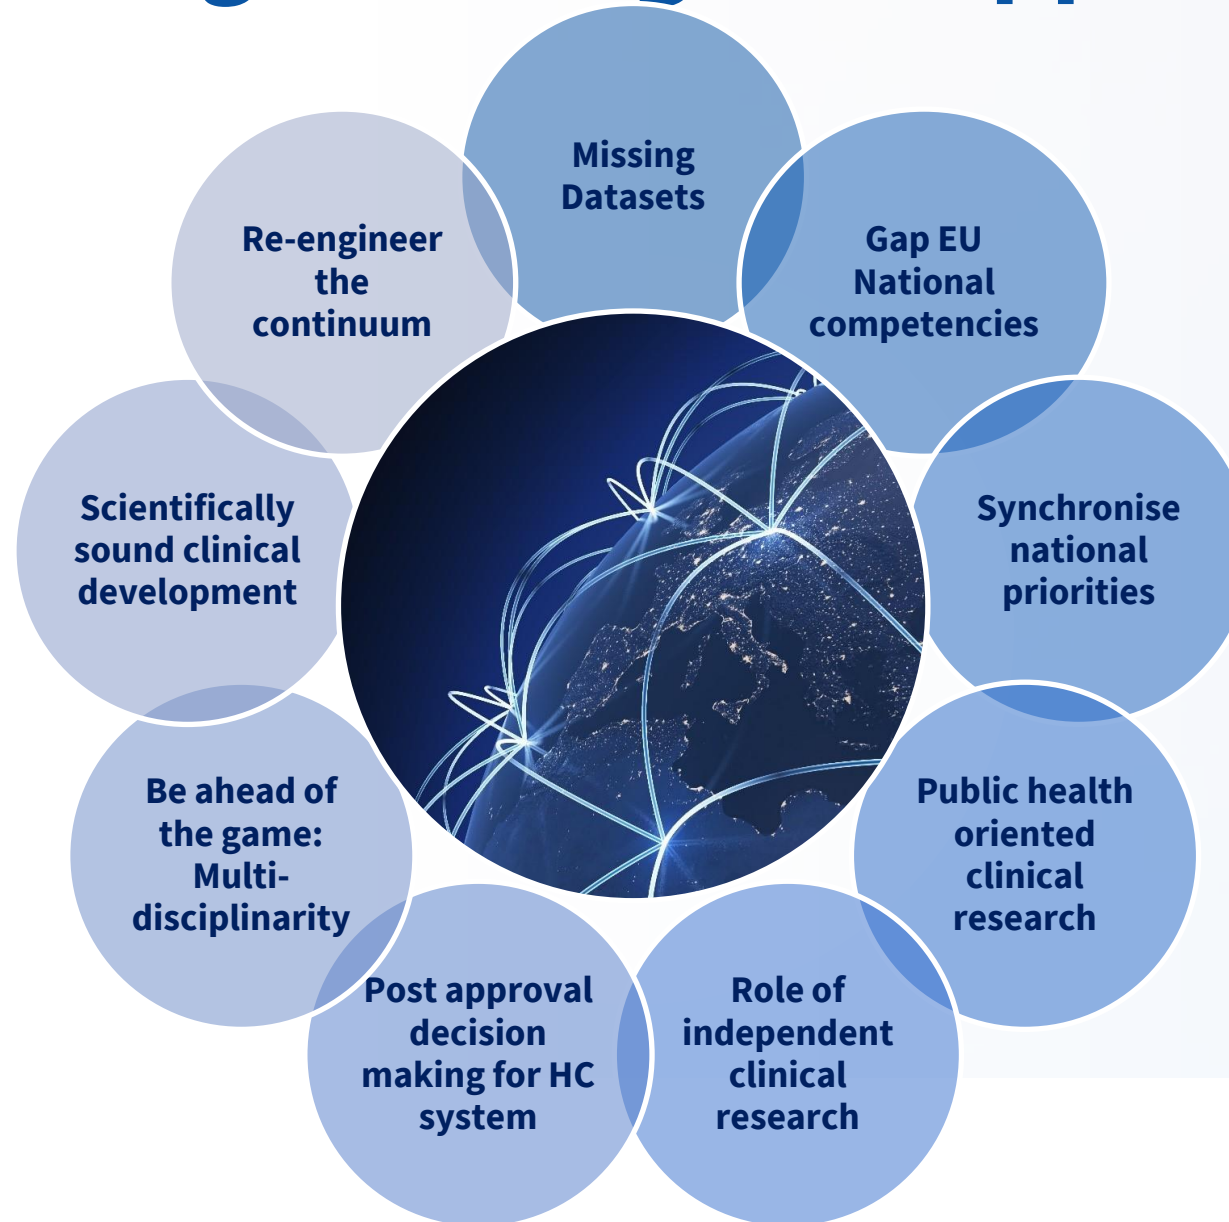 Missing
Datasets
Gap EU
National
competencies
Synchronise
national
priorities
Public health
oriented
clinical
research
Role of
independent
clinical
research
Post approval
decision
making for HC
system
Be ahead of
the game:
Multi-
disciplinarity
Scientifically
sound clinical
development
Re-engineer
the
continuum